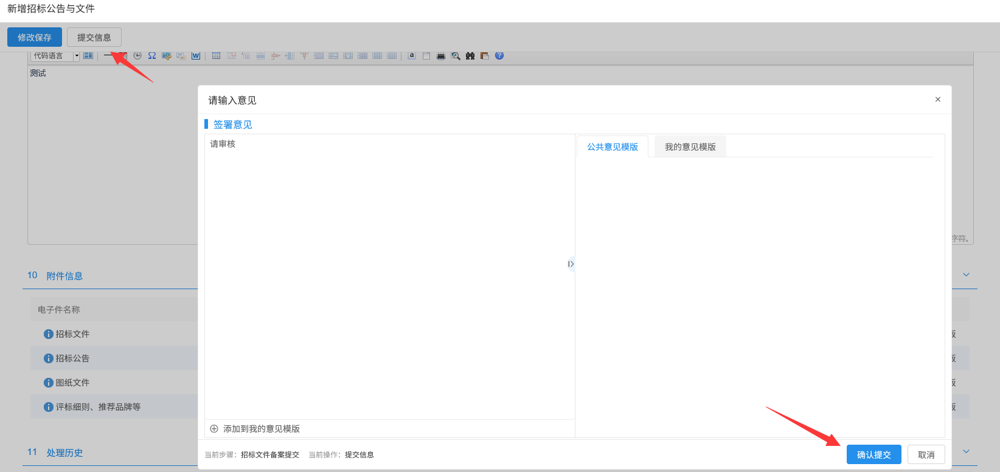 新增招标公告与文件
修改保存
提交信息
代码语言
测试
请输入意见
签署意见
请审核
公共意见模版
我的意见模版
字符。
10 附件信息
电子件名称
招标文件
招标公告
图纸文件
评标细则、推荐品牌等
添加到我的意见模版
11 处理历史
当前步骤：招标文件备案提交 当前操作：提交信息
确认提交
取消